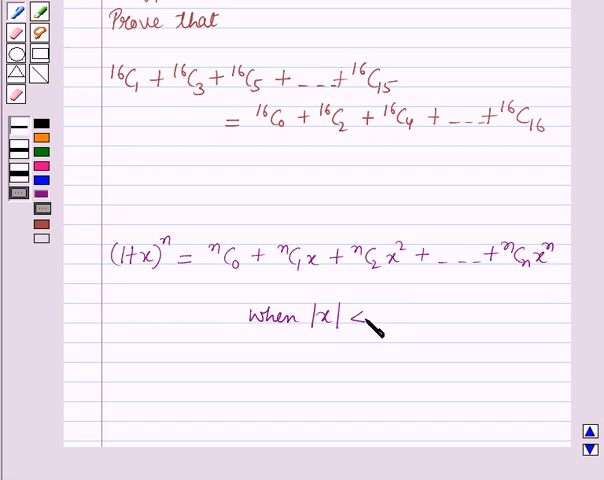 Prove that
¹⁶C₁ + ¹⁶C₃ + ¹⁶C₅ + ---- + ¹⁶C₁₅
= ¹⁶C₀ + ¹⁶C₂ + ¹⁶C₄ + ---- + ¹⁶C₁₆
(1+x)ⁿ = ⁿC₀ + ⁿC₁x + ⁿC₂x² + ---- + ⁿCₙxⁿ
when |x| <